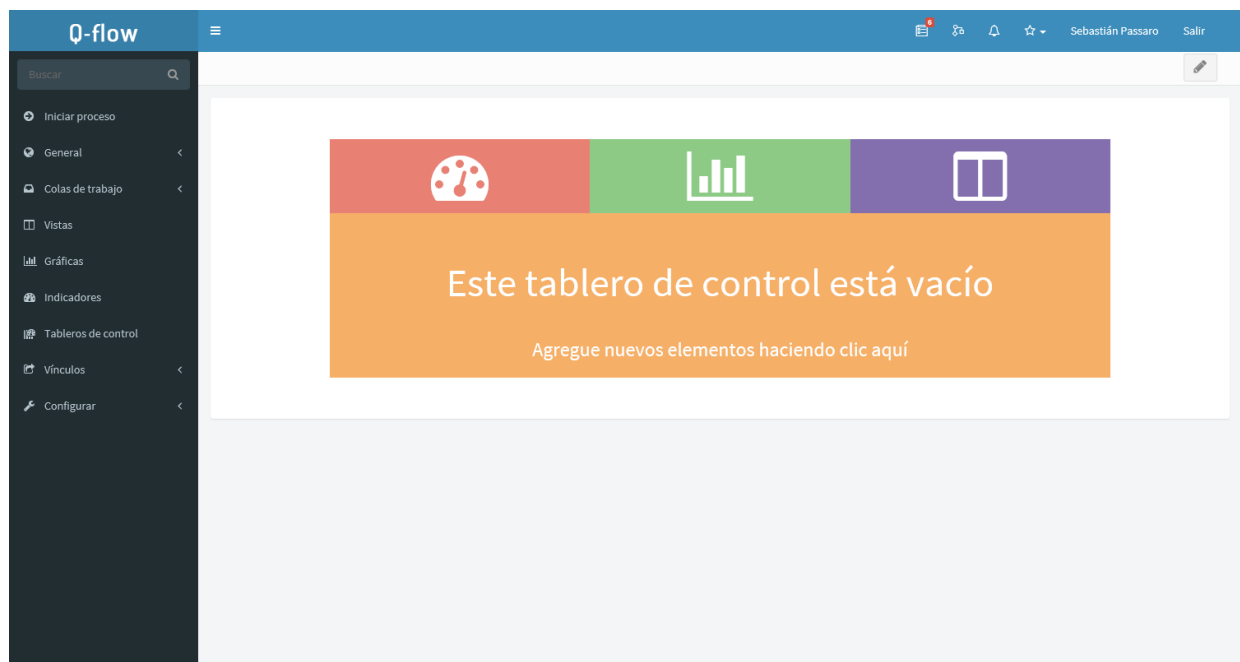 Q-flow
6
Sebastián Passaro
Salir
Buscar
Iniciar proceso
General
Colas de trabajo
Vistas
Gráficas
Indicadores
Tableros de control
Vínculos
Configurar
Este tablero de control está vacío
Agregue nuevos elementos haciendo clic aquí